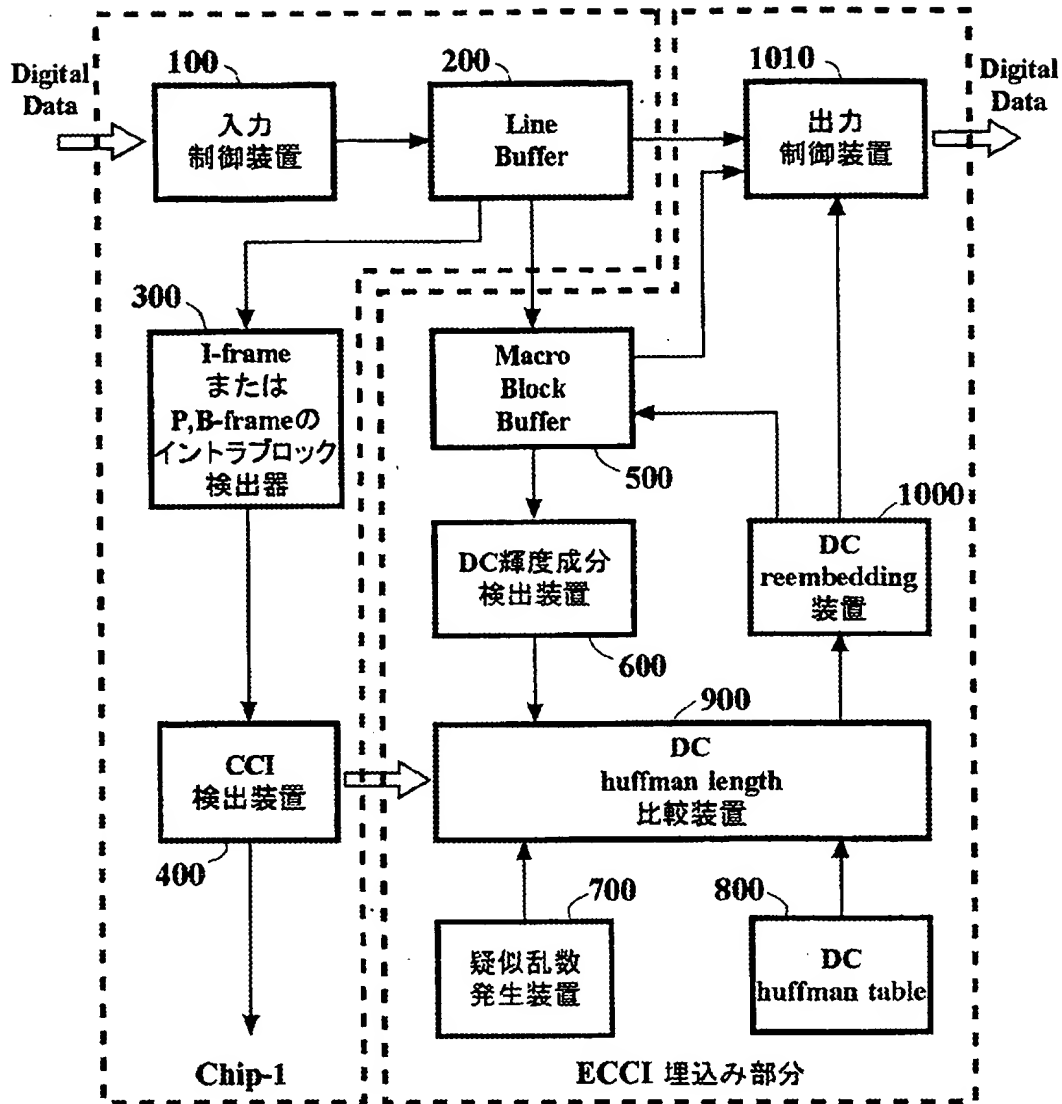 Digital
Data
100
入力
制御装置
200
Line
Buffer
1010
出力
制御装置
Digital
Data
300
I-frame
または
P,B-frameの
イントラブロック
検出器
Macro
Block
Buffer
500
DC輝度成分
検出装置
600
1000
DC
reembedding
装置
CCI
検出装置
400
900
DC
huffman length
比較装置
700
疑似乱数
発生装置
800
DC
huffman table
Chip-1
ECCI 埋込み部分